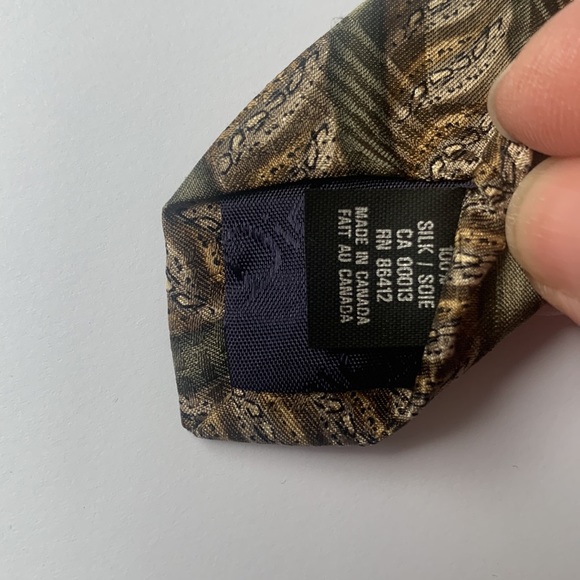 100%
SILK / SOIE
CA 00013
RN 86412
MADE IN CANADA
FAIT AU CANADA